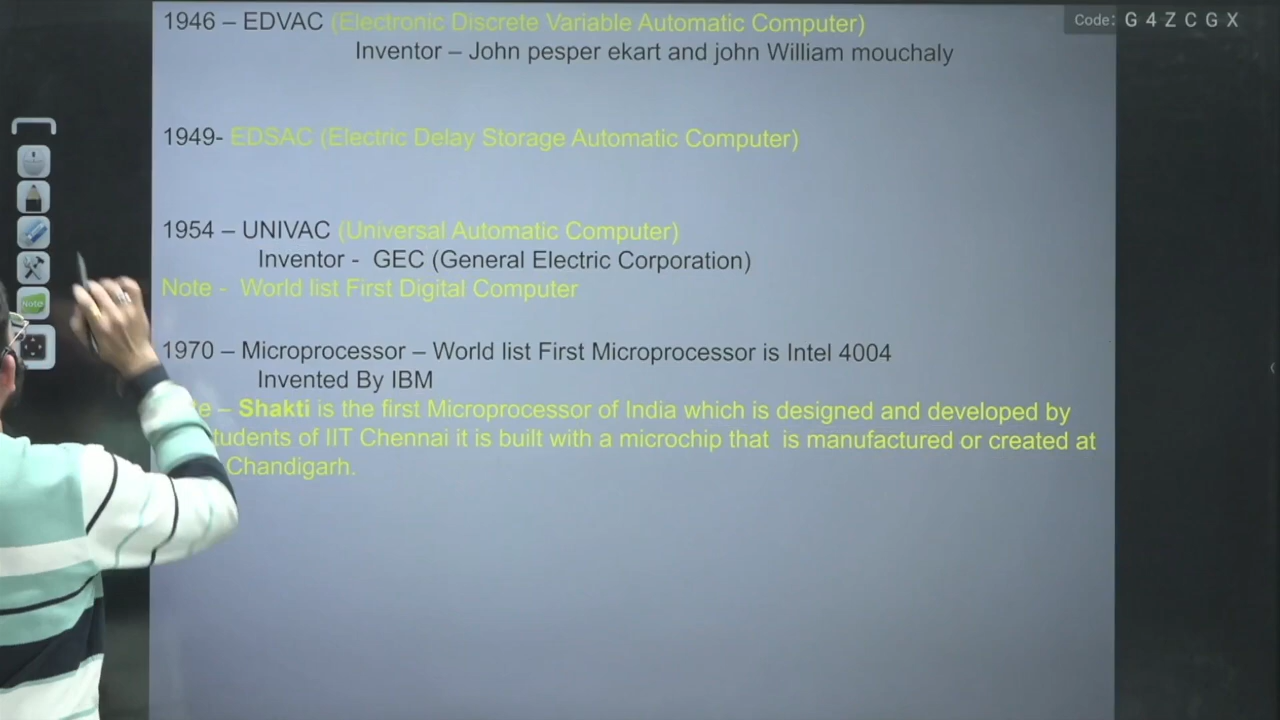 1946 – EDVAC (Electronic Discrete Variable Automatic Computer)
Code: G4ZCGX
Inventor – John pesper ekart and john William mouchaly
1949- EDSAC (Electric Delay Storage Automatic Computer)
1954 – UNIVAC (Universal Automatic Computer)
Inventor - GEC (General Electric Corporation)
Note - World list First Digital Computer
Note
1970 – Microprocessor – World list First Microprocessor is Intel 4004
Invented By IBM
– Shakti is the first Microprocessor of India which is designed and developed by
tudents of IIT Chennai it is built with a microchip that is manufactured or created at
Chandigarh.